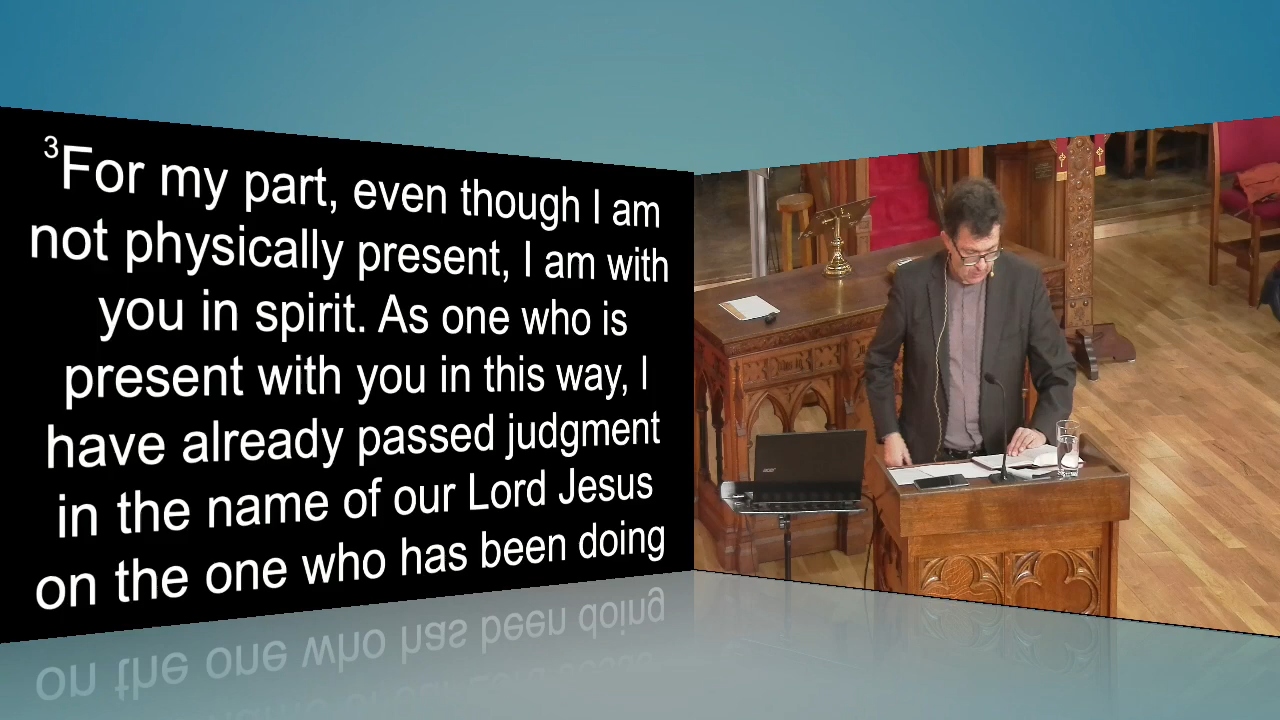 3For my part, even though I am
not physically present, I am with
you in spirit. As one who is
present with you in this way, I
have already passed judgment
in the name of our Lord Jesus
on the one who has been doing
acer